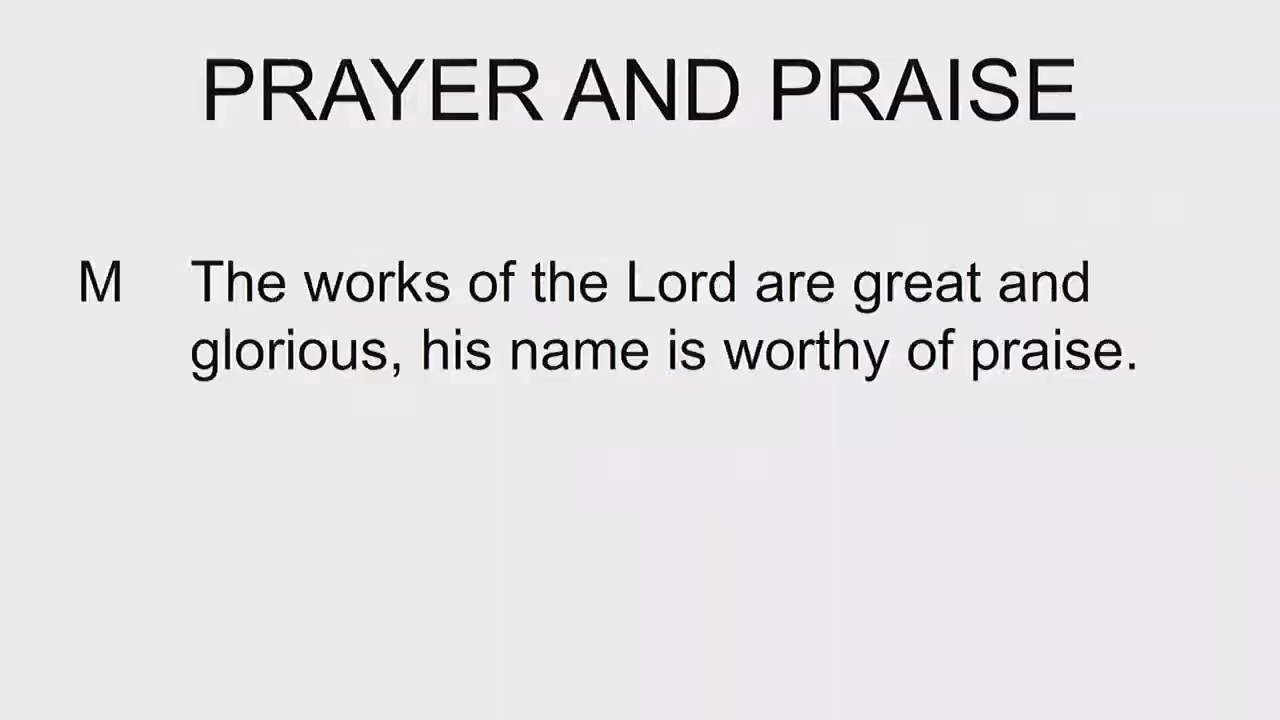 PRAYER AND PRAISE
M The works of the Lord are great and
glorious, his name is worthy of praise.